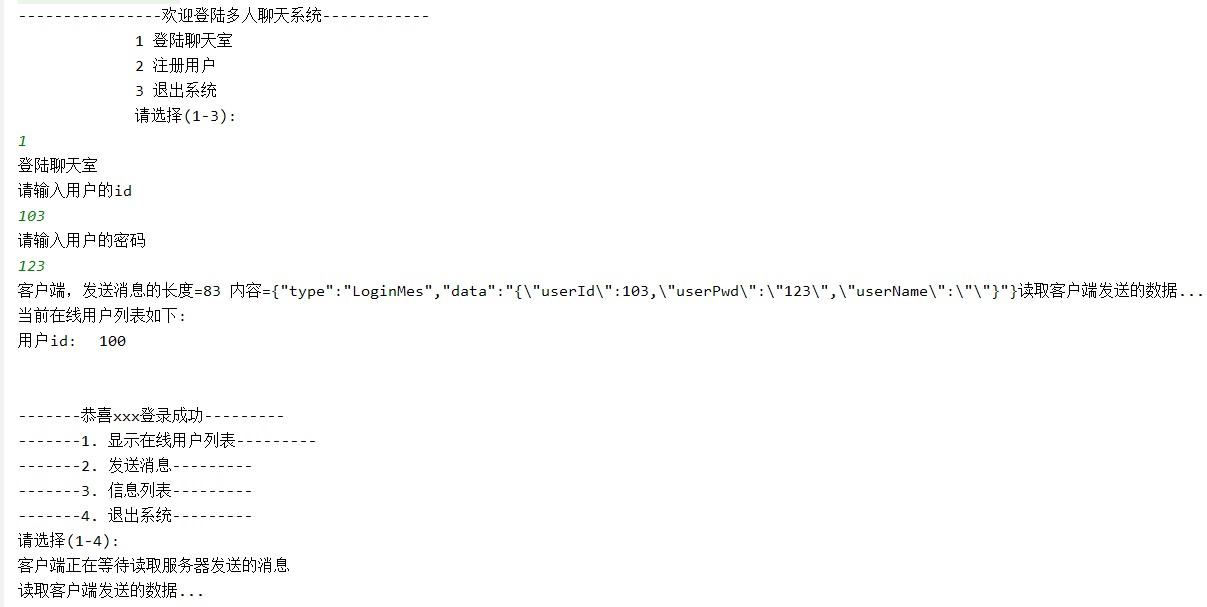 ----------------欢迎登陆多人聊天系统------------
1 登陆聊天室
2 注册用户
3 退出系统
请选择(1-3):
1
登陆聊天室
请输入用户的id
103
请输入用户的密码
123
客户端，发送消息的长度=83 内容={"type":"LoginMes","data":"{\"userId\":103,\"userPwd\":\"123\",\"userName\":\"\"}"}读取客户端发送的数据...
当前在线用户列表如下:
用户id:  100
-------恭喜xxx登录成功---------
-------1. 显示在线用户列表---------
-------2. 发送消息---------
-------3. 信息列表---------
-------4. 退出系统---------
请选择(1-4):
客户端正在等待读取服务器发送的消息
读取客户端发送的数据...